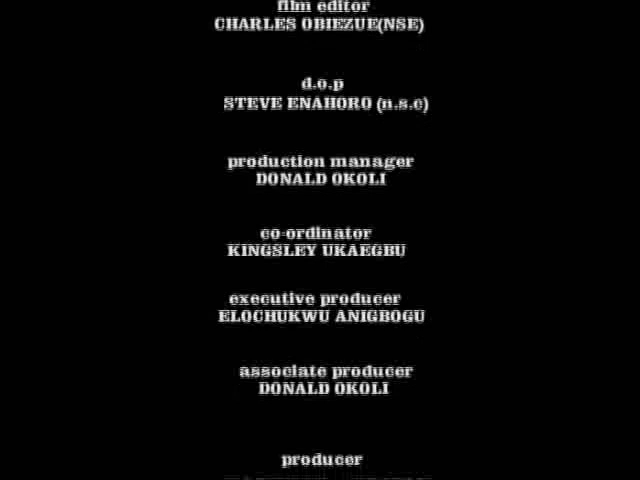 film editor
CHARLES OBIEZUE(NSE)
d.o.p
STEVE ENAHORO (n.s.c)
production manager
DONALD OKOLI
co-ordinator
KINGSLEY UKAEGBU
executive producer
ELOCHUKWU ANIGBOGU
associate producer
DONALD OKOLI
producer